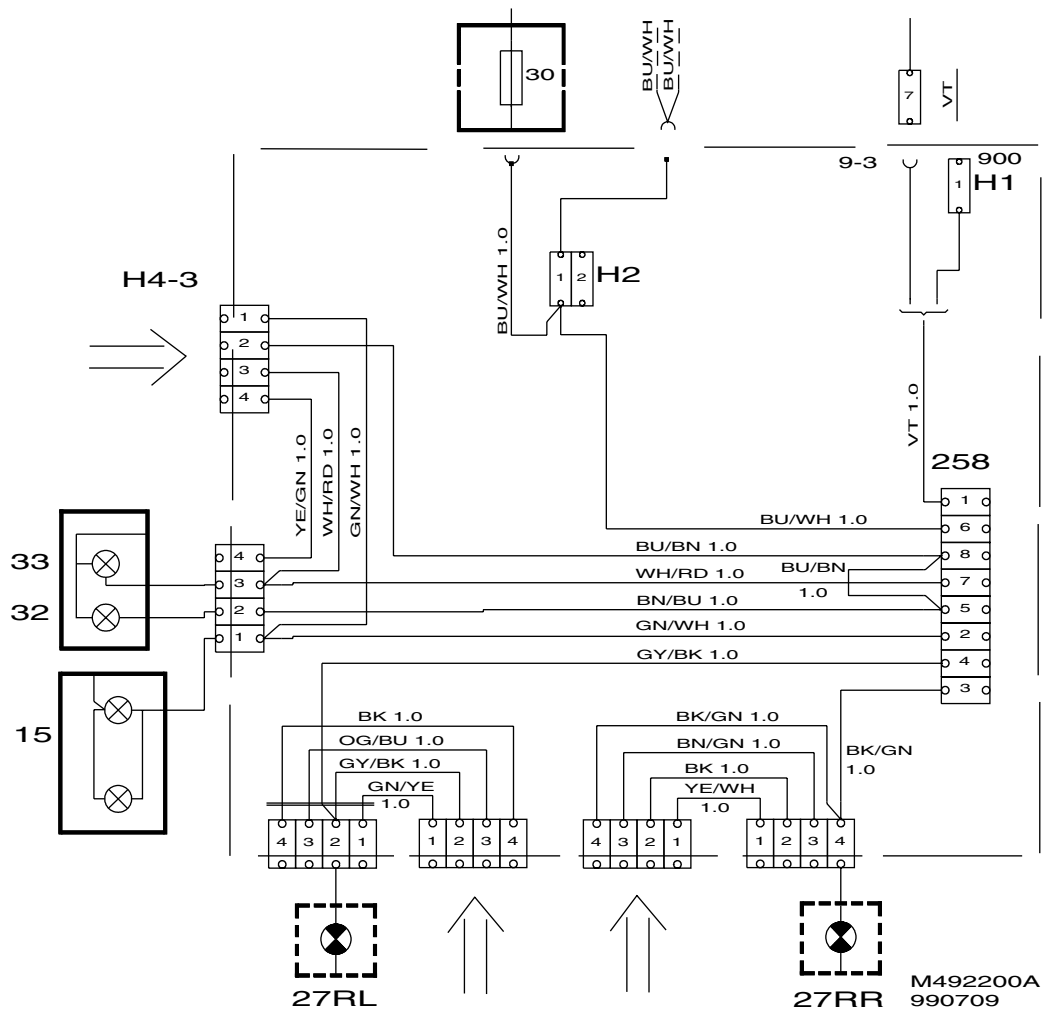 30
BU/WH
BU/WH
7
VT
9-3
900
1
H1
BU/WH 1.0
1
2
H2
H4-3
1
2
3
4
YE/GN 1.0
WH/RD 1.0
GN/WH 1.0
VT 1.0
258
1
6
8
7
5
2
4
3
BU/WH 1.0
BU/BN 1.0
BU/BN
1.0
WH/RD 1.0
BN/BU 1.0
GN/WH 1.0
GY/BK 1.0
33
32
4
3
2
1
15
BK 1.0
OG/BU 1.0
GY/BK 1.0
GN/YE
1.0
BK/GN 1.0
BN/GN 1.0
BK 1.0
YE/WH
1.0
BK/GN
1.0
4
3
2
1
1
2
3
4
4
3
2
1
1
2
3
4
27RL
27RR
M492200A
990709